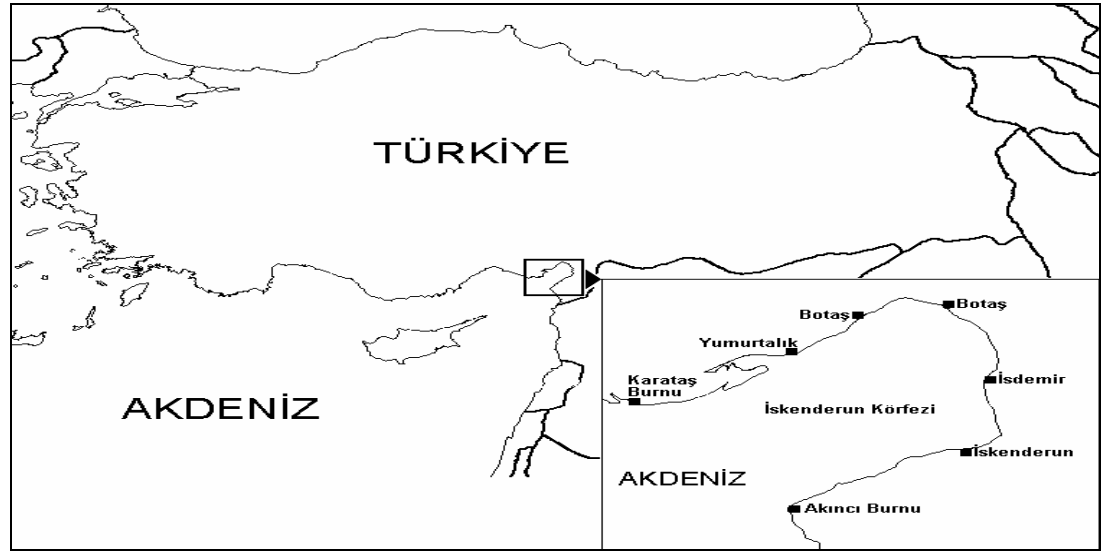 TÜRKİYE
AKDENİZ
Botaş
Botaş
Yumurtalık
Karataş
Burnu
İsdemir
İskenderun Körfezi
İskenderun
AKDENİZ
Akıncı Burnu